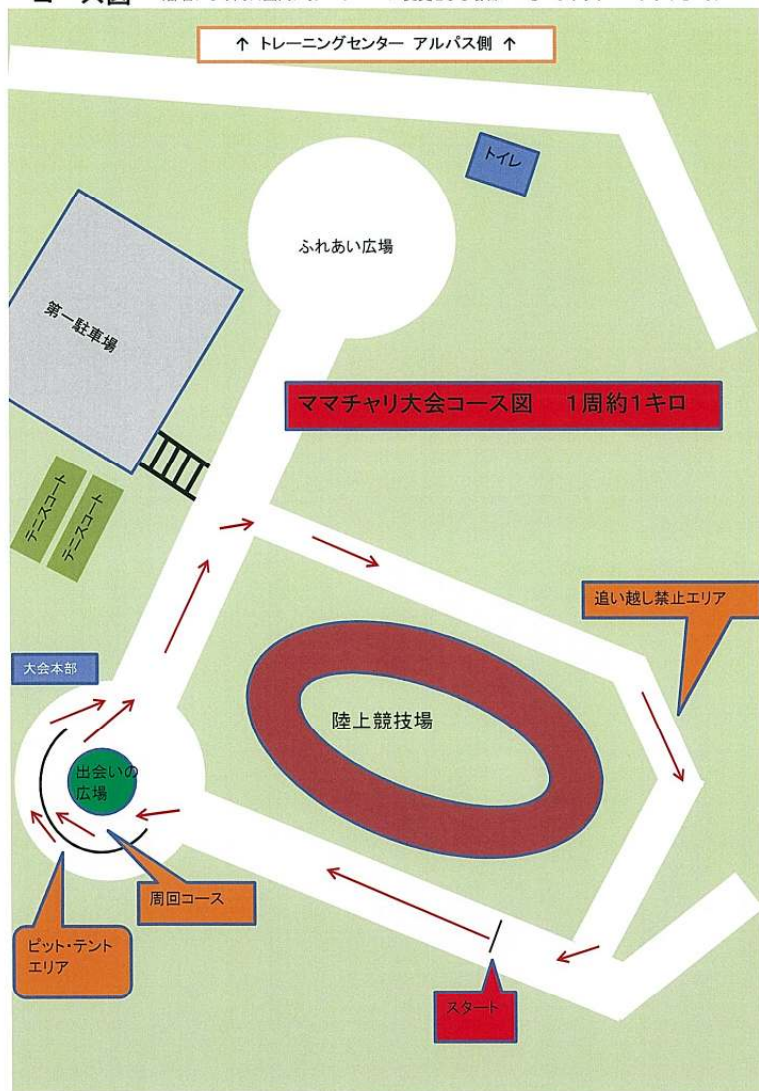 コース図
↑ トレーニングセンター アルパス側 ↑
トイレ
ふれあい広場
第一駐車場
ママチャリ大会コース図　1周約1キロ
テニスコート
テニスコート
追い越し禁止エリア
大会本部
陸上競技場
出会いの
広場
周回コース
ピット・テント
エリア
スタート